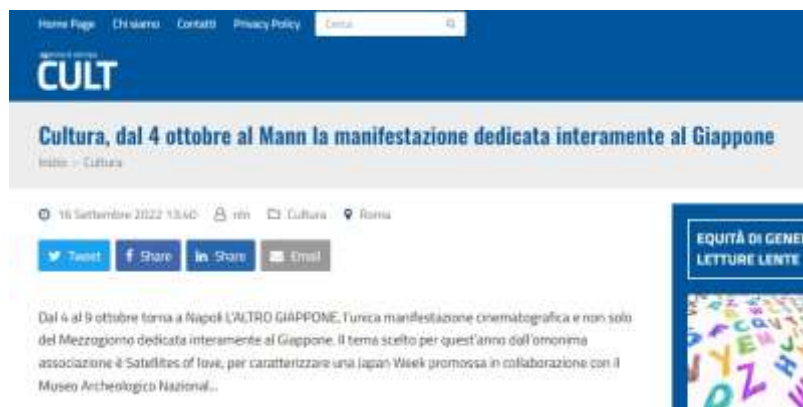 Home Page Chi siamo Contatti Privacy Policy Cerca
CULT
Cultura, dal 4 ottobre al Mann la manifestazione dedicata interamente al Giappone
Inizio > Cultura
16 Settembre 2022 13:40 nln Cultura Roma
Tweet Share Share Email
EQUITÀ DI GENE
LETTURE LENTE
Dal 4 al 9 ottobre torna a Napoli L'ALTRO GIAPPONE, l'unica manifestazione cinematografica e non solo
del Mezzogiorno dedicata interamente al Giappone. Il tema scelto per quest'anno dall'omonima
associazione è Satellites of love, per caratterizzare una Japan Week promossa in collaborazione con il
Museo Archeologico Nazional...